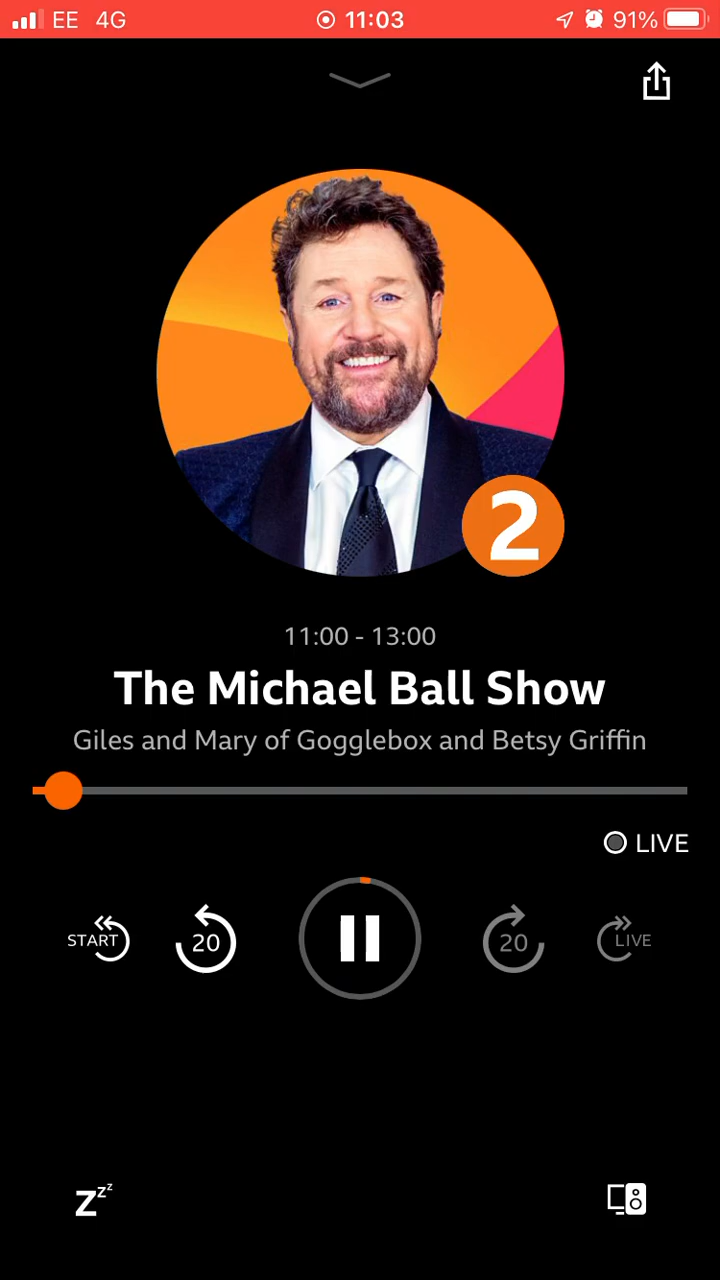 EE 4G 11:03 91%
2
11:00 - 13:00
The Michael Ball Show
Giles and Mary of Gogglebox and Betsy Griffin
LIVE
START 20 20 LIVE
Zzz